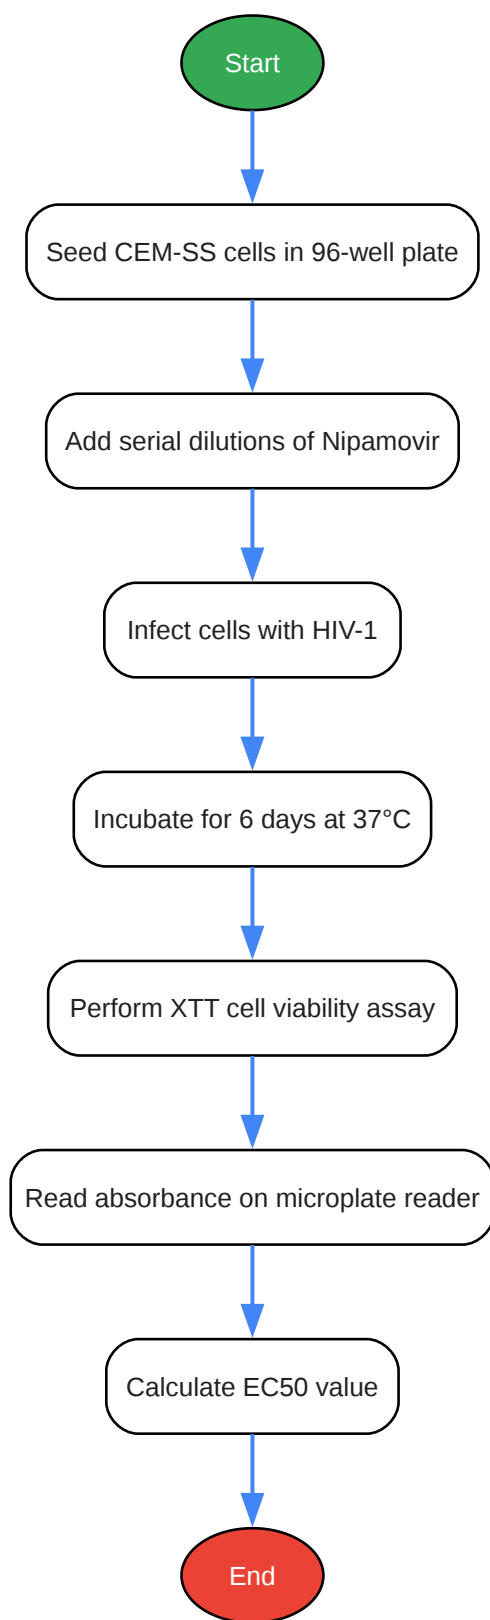 Start
Seed CEM-SS cells in 96-well plate
Add serial dilutions of Nipamovir
Infect cells with HIV-1
Incubate for 6 days at 37°C
Perform XTT cell viability assay
Read absorbance on microplate reader
Calculate EC50 value
End